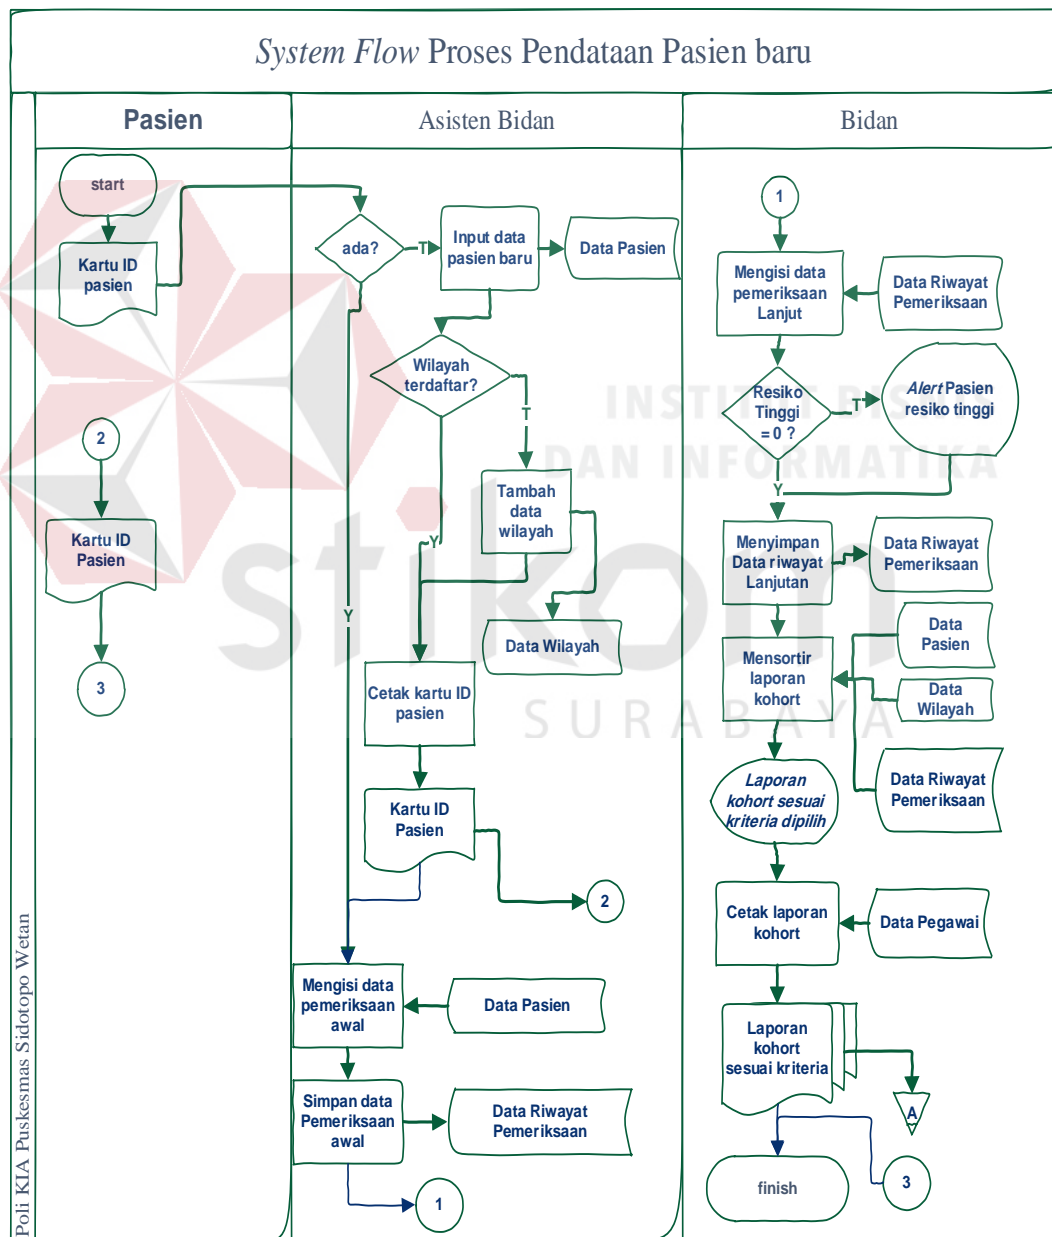 System Flow Proses Pendataan Pasien baru
Pasien
Asisten Bidan
Bidan
Poli KIA Puskesmas Sidotopo Wetan
start
Kartu ID
pasien
2
Kartu ID
Pasien
3
ada?
T
Input data
pasien baru
Data Pasien
Wilayah
terdaftar?
T
Tambah
data
wilayah
Y
Y
Data Wilayah
Cetak kartu ID
pasien
Kartu ID
Pasien
2
Mengisi data
pemeriksaan
awal
Data Pasien
Simpan data
Pemeriksaan
awal
Data Riwayat
Pemeriksaan
1
1
Mengisi data
pemeriksaan
Lanjut
Data Riwayat
Pemeriksaan
Resiko
Tinggi
= 0 ?
T
Alert Pasien
resiko tinggi
Y
Menyimpan
Data riwayat
Lanjutan
Data Riwayat
Pemeriksaan
Mensortir
laporan
kohort
Data
Pasien
Data
Wilayah
Data Riwayat
Pemeriksaan
Laporan
kohort sesuai
kriteria dipilih
Cetak laporan
kohort
Data Pegawai
Laporan
kohort
sesuai kriteria
A
finish
3
INSTITUT BISNIS
DAN INFORMATIKA
stikom
SURABAYA